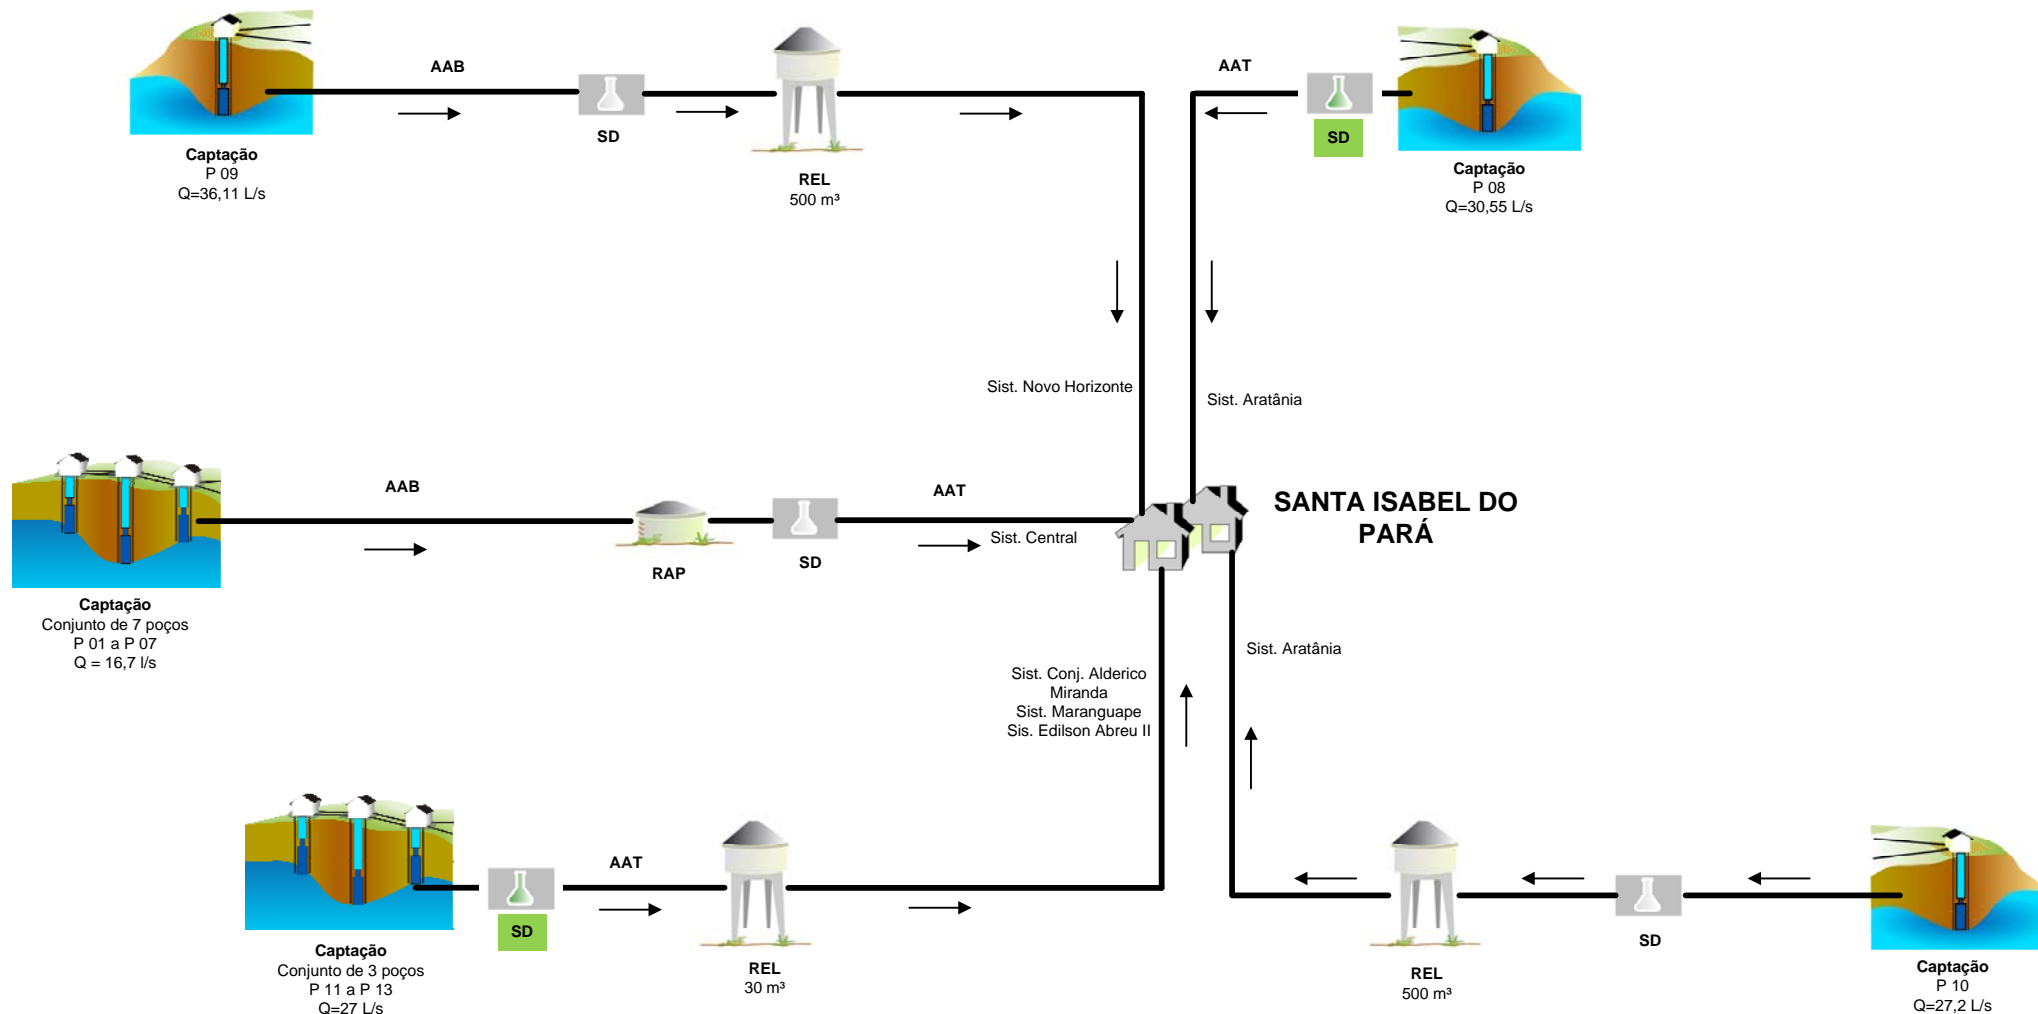 AAB
SD
Captação
P 09
Q=36,11 L/s
REL
500 m³
AAT
SD
Captação
P 08
Q=30,55 L/s
Sist. Novo Horizonte
Sist. Aratânia
AAB
RAP
SD
AAT
Sist. Central
SANTA ISABEL DO
PARÁ
Captação
Conjunto de 7 poços
P 01 a P 07
Q = 16,7 l/s
Sist. Conj. Alderico
Miranda
Sist. Maranguape
Sis. Edilson Abreu II
Sist. Aratânia
AAT
SD
Captação
Conjunto de 3 poços
P 11 a P 13
Q=27 L/s
REL
30 m³
REL
500 m³
SD
Captação
P 10
Q=27,2 L/s